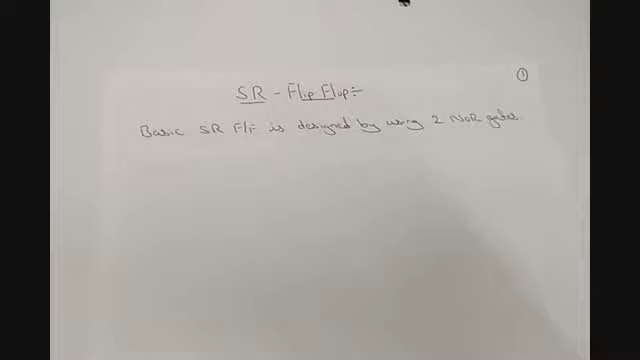 ①
SR - Flip Flop :-
Basic SR F/F is designed by using 2 NOR gates.